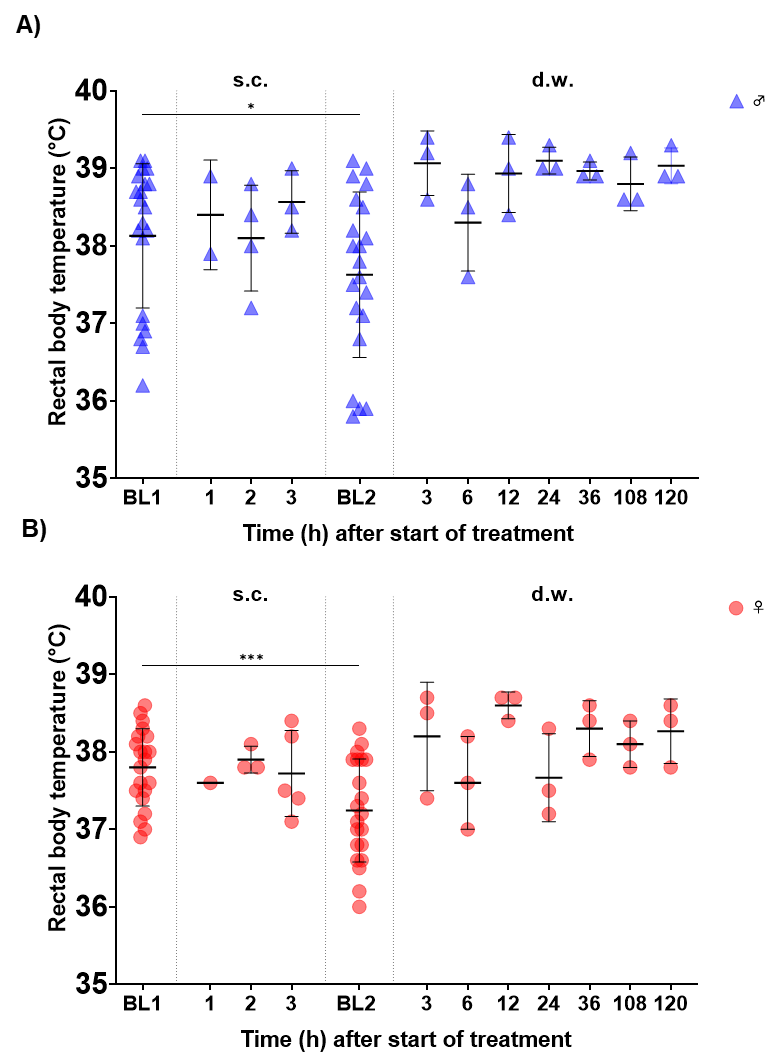 A)
s.c. d.w.
40
* ♂
39
38
37
36
35
Rectal body temperature (°C)
BL1 1 2 3 BL2 3 6 12 24 36 108 120
Time (h) after start of treatment
B)
s.c. d.w.
40
♀
39
***
38
37
36
35
Rectal body temperature (°C)
BL1 1 2 3 BL2 3 6 12 24 36 108 120
Time (h) after start of treatment